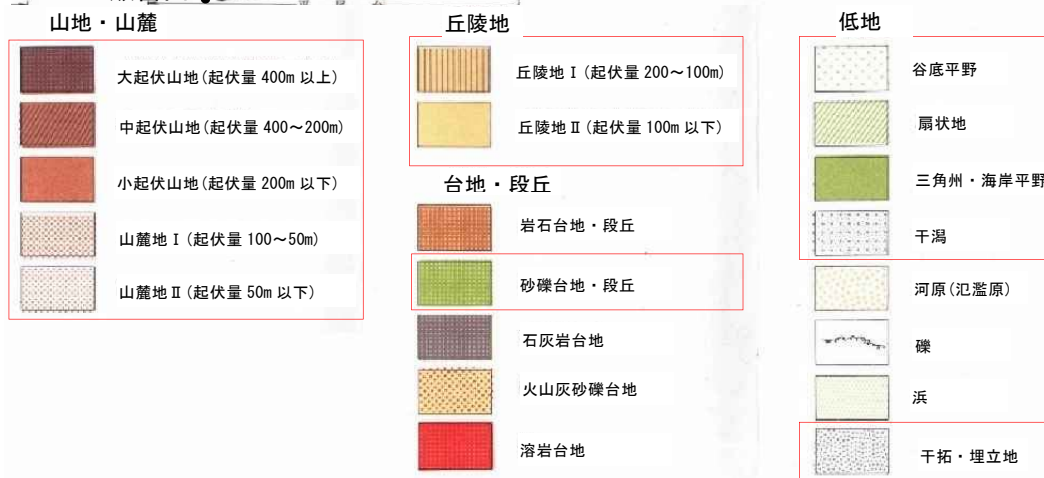 山地・山麓
大起伏山地(起伏量 400m 以上)
中起伏山地(起伏量 400～200m)
小起伏山地(起伏量 200m 以下)
山麓地Ⅰ(起伏量 100～50m)
山麓地Ⅱ(起伏量 50m 以下)
丘陵地
丘陵地Ⅰ(起伏量 200～100m)
丘陵地Ⅱ(起伏量 100m 以下)
台地・段丘
岩石台地・段丘
砂礫台地・段丘
石灰岩台地
火山灰砂礫台地
溶岩台地
低地
谷底平野
扇状地
三角州・海岸平野
干潟
河原(氾濫原)
礫
浜
干拓・埋立地